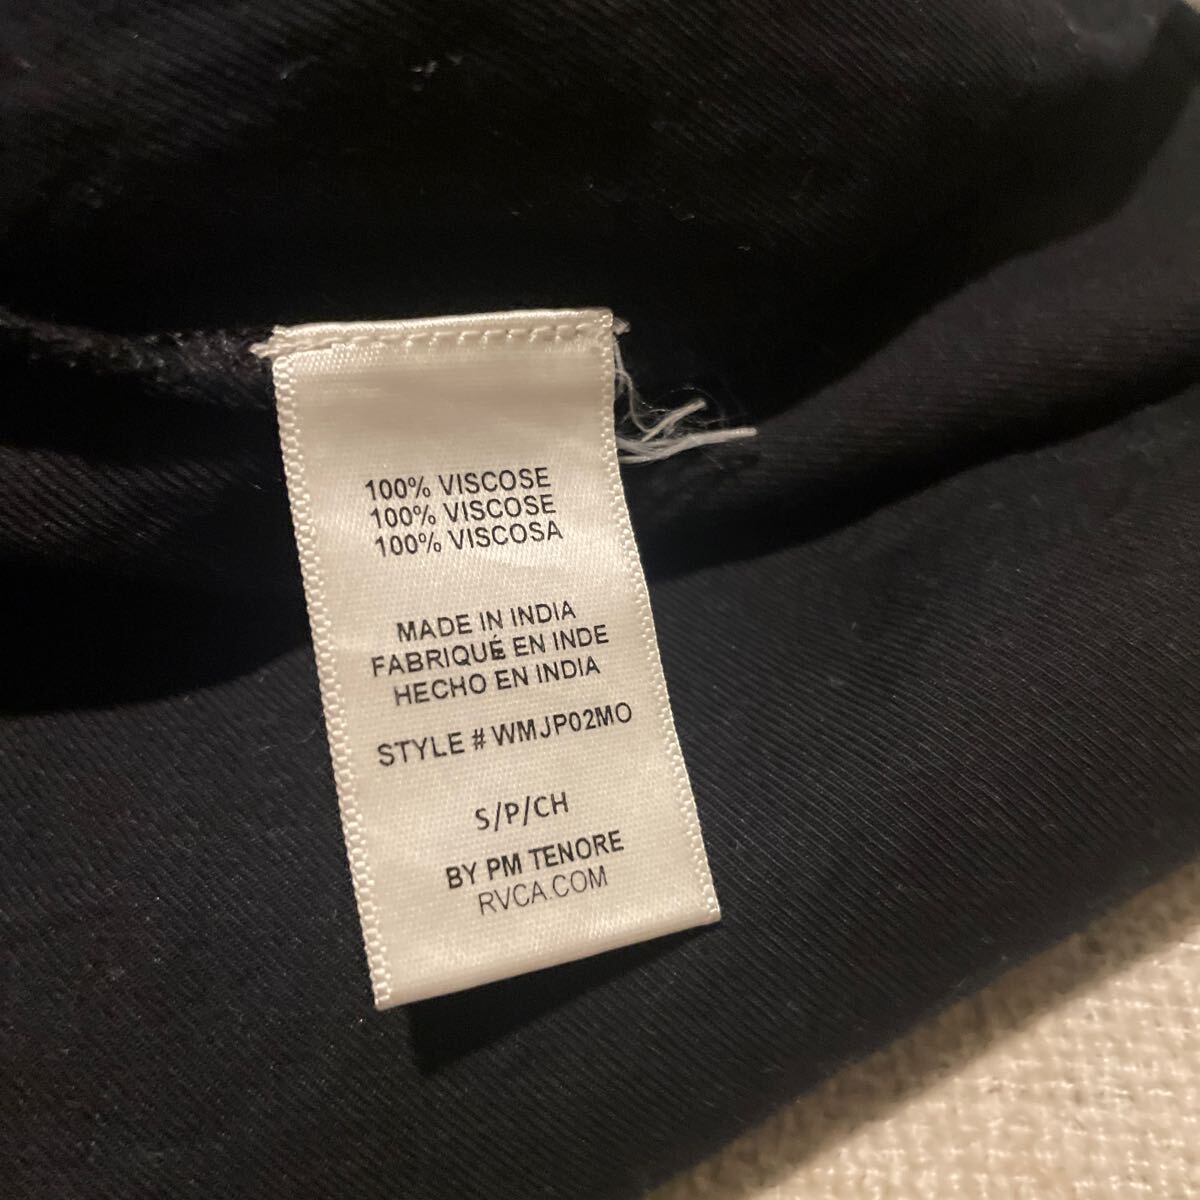 100% VISCOSE
100% VISCOSE
100% VISCOSA
MADE IN INDIA
FABRIQUÉ EN INDE
HECHO EN INDIA
STYLE # WMJP02MO
S/P/CH
BY PM TENORE
RVCA.COM